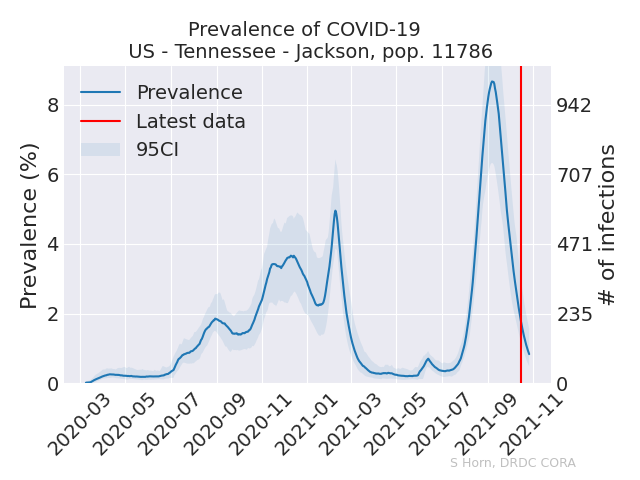 Prevalence of COVID-19
US - Tennessee - Jackson, pop. 11786
Prevalence
Latest data
95CI
Prevalence (%)
8
6
4
2
0
942
707
471
235
0
# of infections
2020-03
2020-05
2020-07
2020-09
2020-11
2021-01
2021-03
2021-05
2021-07
2021-09
2021-11
S Horn, DRDC CORA